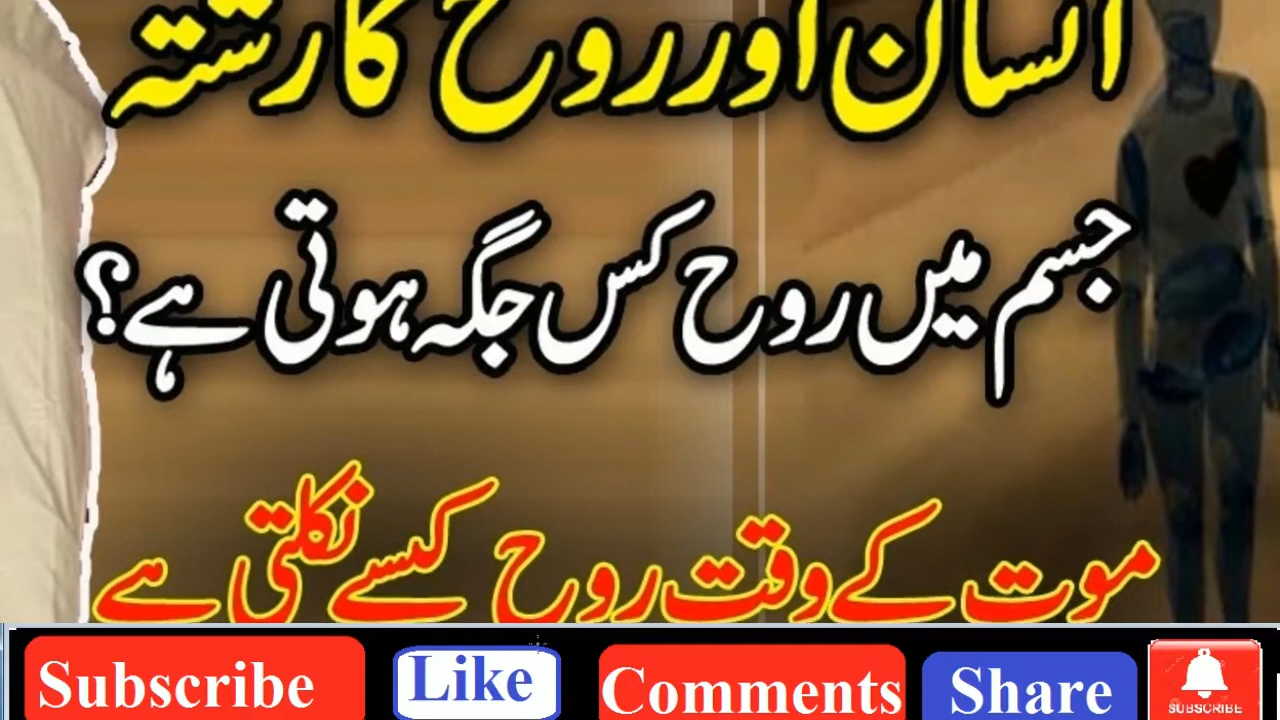 انسان اور روح کا رشتہ
جسم میں روح کس جگہ ہوتی ہے؟
موت کے وقت روح کیسے نکلتی ہے
Subscribe Like Comments Share SUBSCRIBE